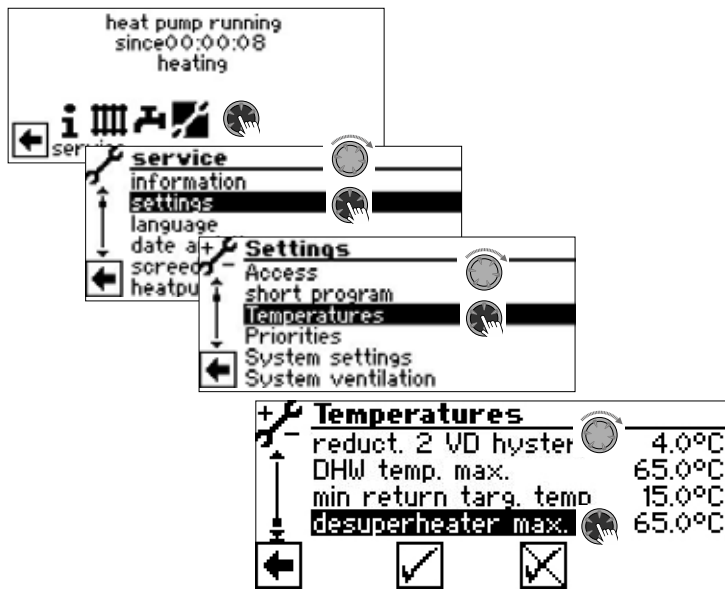 heat pump running
since00:00:08
heating
service
information
settings
language
date a
screed
heatpu
Settings
Access
short program
Temperatures
Priorities
System settings
System ventilation
Temperatures
reduct. 2 VD hyster 4.0°C
DHW temp. max. 65.0°C
min return targ. temp 15.0°C
desuperheater max. 65.0°C